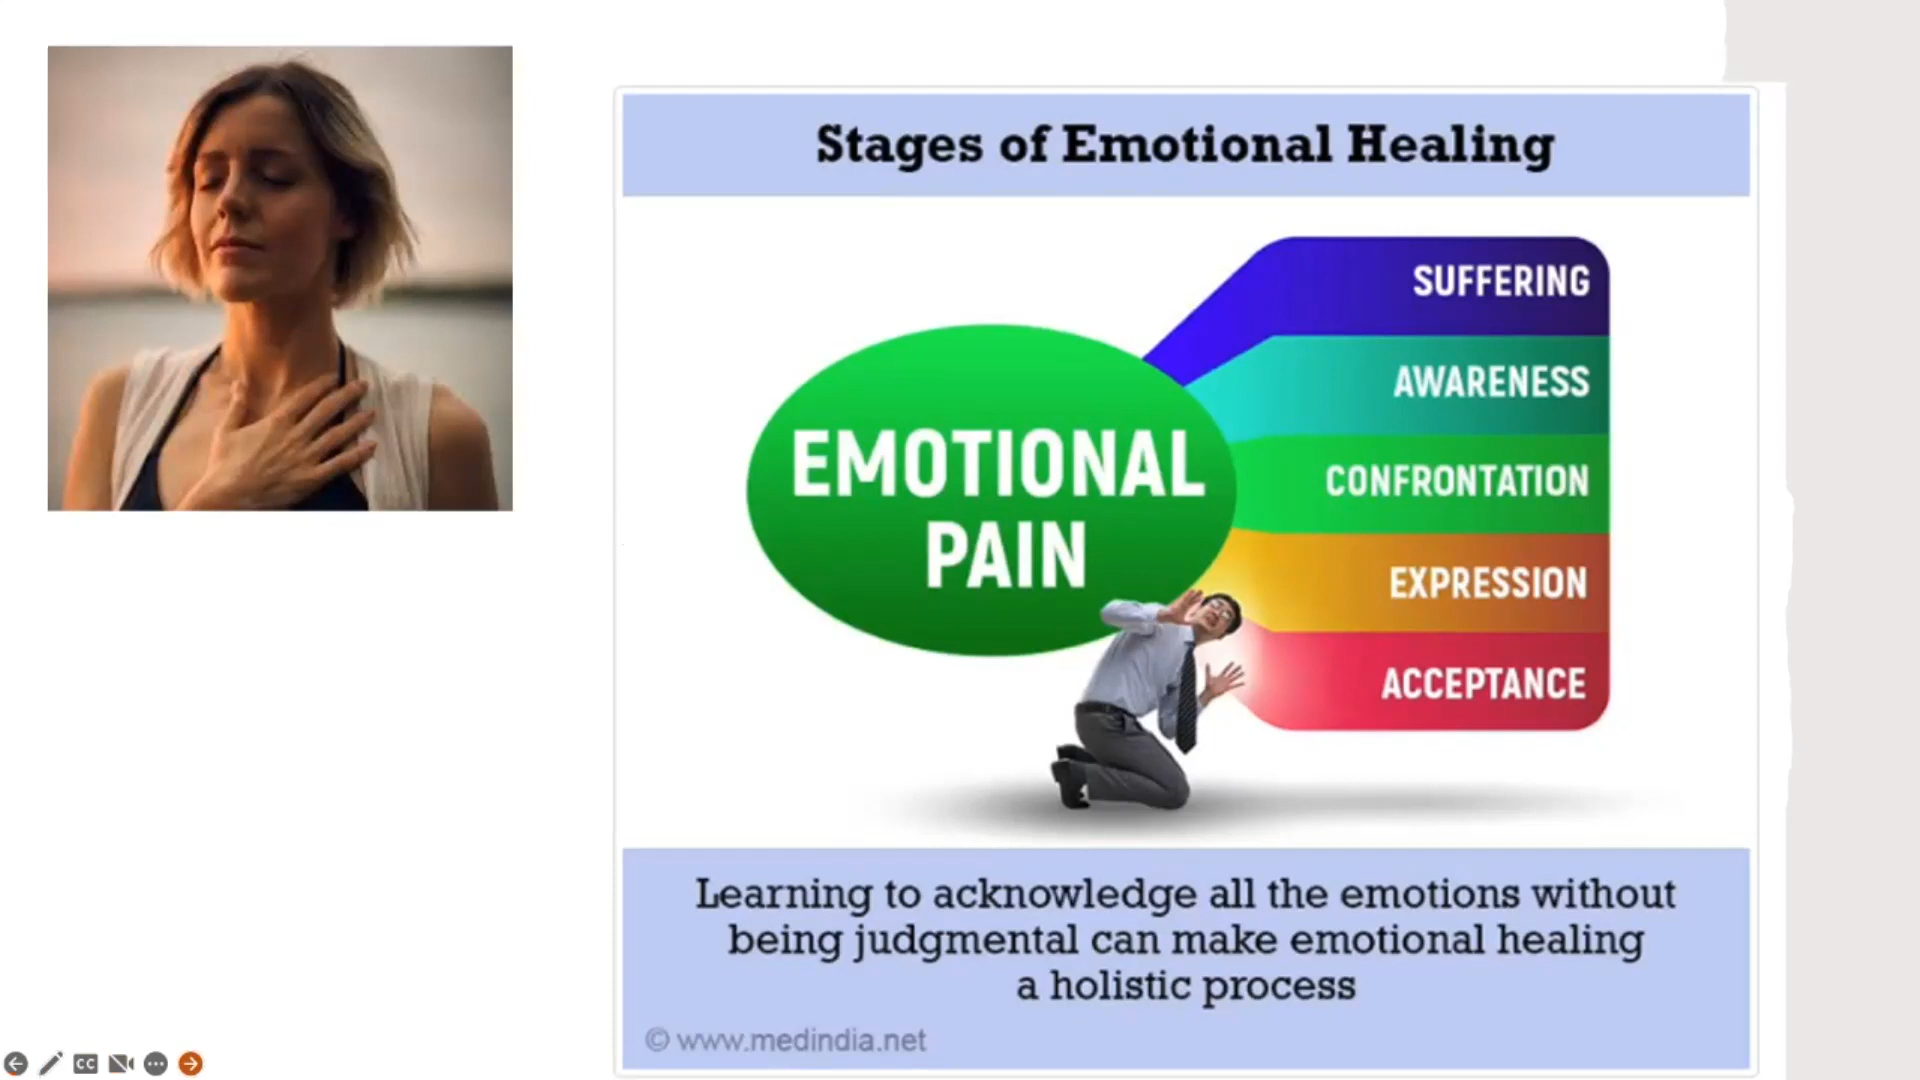 Stages of Emotional Healing
EMOTIONAL
PAIN
SUFFERING
AWARENESS
CONFRONTATION
EXPRESSION
ACCEPTANCE
Learning to acknowledge all the emotions without
being judgmental can make emotional healing
a holistic process
© www.medindia.net
CC